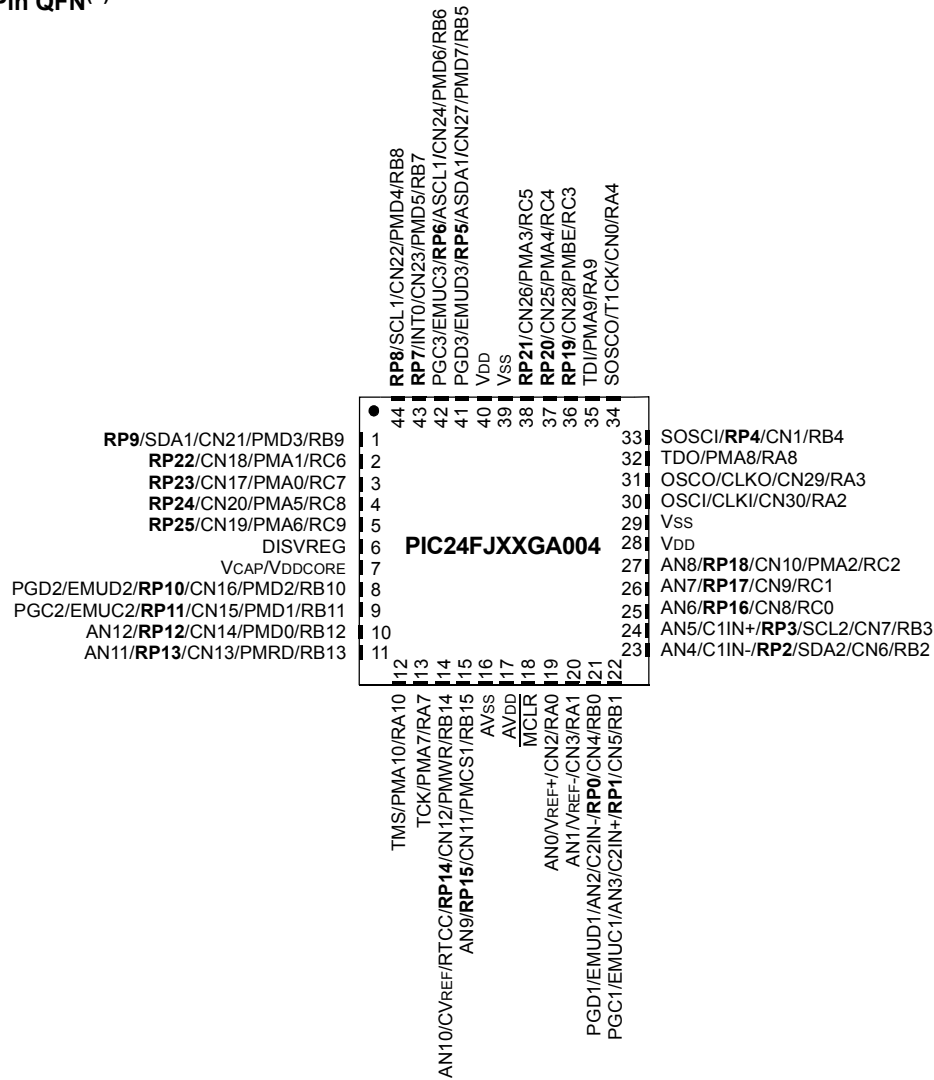 Pin QFN
RP8/SCL1/CN22/PMD4/RB8
RP7/INT0/CN23/PMD5/RB7
PGC3/EMUC3/RP6/ASCL1/CN24/PMD6/RB6
PGD3/EMUD3/RP5/ASDA1/CN27/PMD7/RB5
VDD
VSS
RP21/CN26/PMA3/RC5
RP20/CN25/PMA4/RC4
RP19/CN28/PMBE/RC3
TDI/PMA9/RA9
SOSCO/T1CK/CN0/RA4
44 43 42 41 40 39 38 37 36 35 34
RP9/SDA1/CN21/PMD3/RB9 1
RP22/CN18/PMA1/RC6 2
RP23/CN17/PMA0/RC7 3
RP24/CN20/PMA5/RC8 4
RP25/CN19/PMA6/RC9 5
DISVREG 6
VCAP/VDDCORE 7
PGD2/EMUD2/RP10/CN16/PMD2/RB10 8
PGC2/EMUC2/RP11/CN15/PMD1/RB11 9
AN12/RP12/CN14/PMD0/RB12 10
AN11/RP13/CN13/PMRD/RB13 11
PIC24FJXXGA004
33 SOSCI/RP4/CN1/RB4
32 TDO/PMA8/RA8
31 OSCO/CLKO/CN29/RA3
30 OSCI/CLKI/CN30/RA2
29 VSS
28 VDD
27 AN8/RP18/CN10/PMA2/RC2
26 AN7/RP17/CN9/RC1
25 AN6/RP16/CN8/RC0
24 AN5/C1IN+/RP3/SCL2/CN7/RB3
23 AN4/C1IN-/RP2/SDA2/CN6/RB2
12 13 14 15 16 17 18 19 20 21 22
TMS/PMA10/RA10
TCK/PMA7/RA7
AN10/CVREF/RTCC/RP14/CN12/PMWR/RB14
AN9/RP15/CN11/PMCS1/RB15
AVSS
AVDD
MCLR
AN0/VREF+/CN2/RA0
AN1/VREF-/CN3/RA1
PGD1/EMUD1/AN2/C2IN-/RP0/CN4/RB0
PGC1/EMUC1/AN3/C2IN+/RP1/CN5/RB1